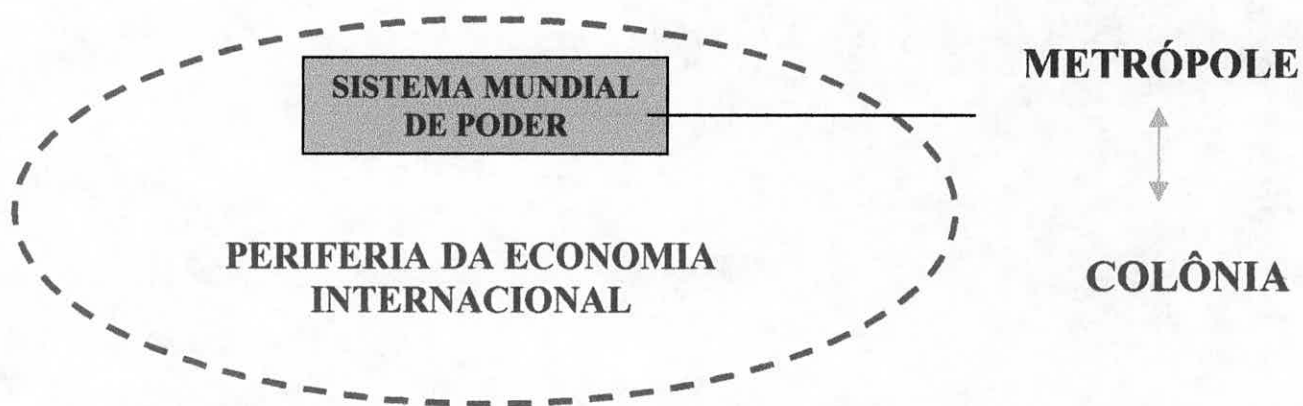 SISTEMA MUNDIAL
DE PODER
PERIFERIA DA ECONOMIA
INTERNACIONAL
METRÓPOLE
COLÔNIA